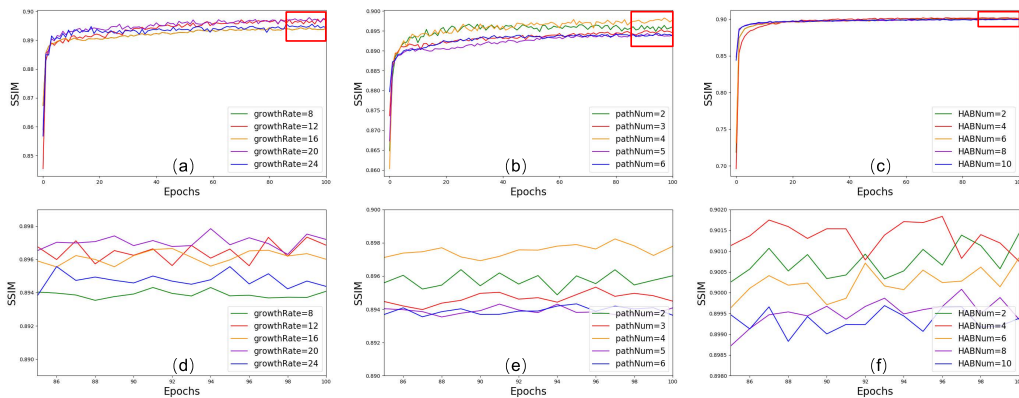 0.90
0.89
0.88
0.87
0.86
0.85
SSIM
growthRate=8
growthRate=12
growthRate=16
growthRate=20
growthRate=24
(a)
0 20 40 60 80 100
Epochs
0.900
0.895
0.890
0.885
0.880
0.875
0.870
0.865
0.860
SSIM
pathNum=2
pathNum=3
pathNum=4
pathNum=5
pathNum=6
(b)
0 20 40 60 80 100
Epochs
0.90
0.85
0.80
0.75
0.70
SSIM
HABNum=2
HABNum=4
HABNum=6
HABNum=8
HABNum=10
(c)
0 20 40 60 80 100
Epochs
0.898
0.896
0.894
0.892
0.890
SSIM
growthRate=8
growthRate=12
growthRate=16
growthRate=20
growthRate=24
(d)
86 88 90 92 94 96 98 100
0.900
0.898
0.896
0.894
0.892
0.890
SSIM
pathNum=2
pathNum=3
pathNum=4
pathNum=5
pathNum=6
(e)
86 88 90 92 94 96 98 100
0.9020
0.9015
0.9010
0.9005
0.9000
0.8995
0.8990
0.8985
0.8980
SSIM
HABNum=2
HABNum=4
HABNum=6
HABNum=8
HABNum=10
(f)
86 88 90 92 94 96 98 100